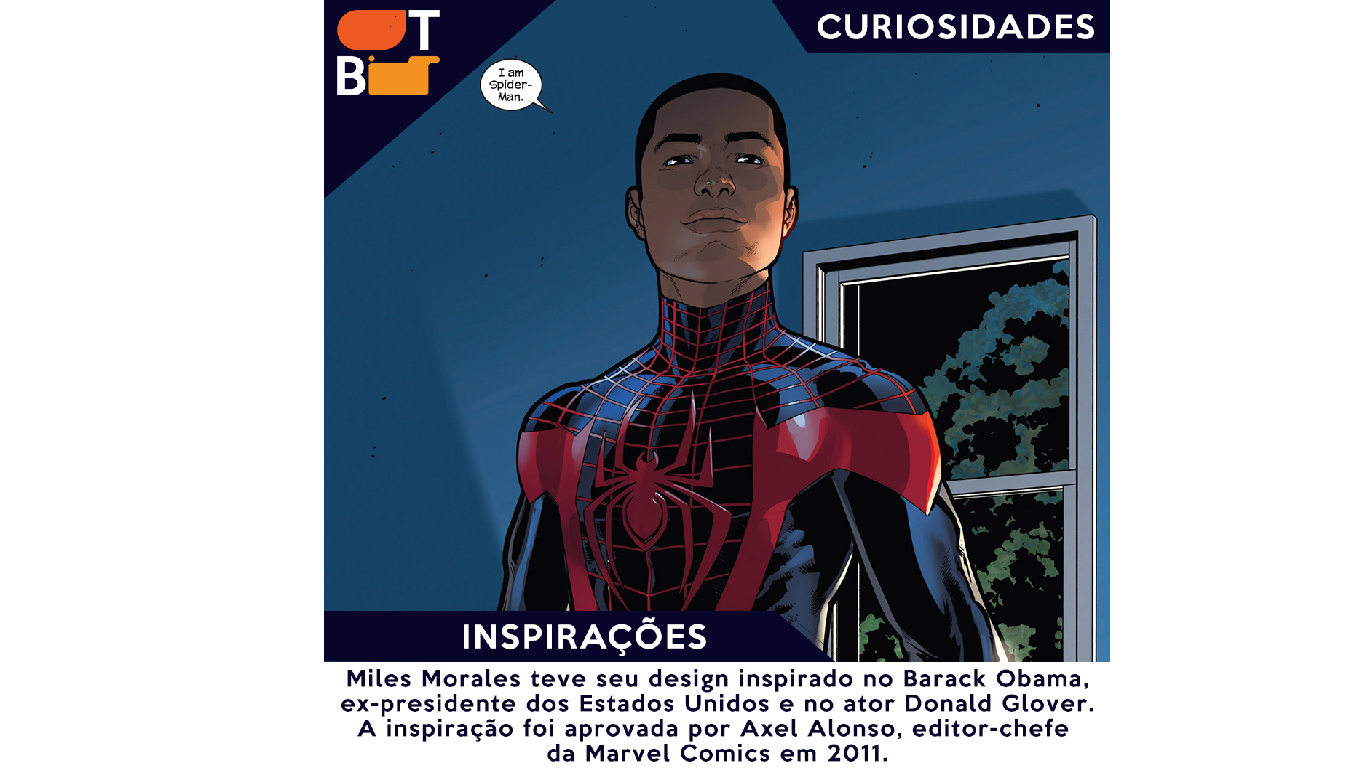 CURIOSIDADES
I am
Spider-
Man.
INSPIRAÇÕES
Miles Morales teve seu design inspirado no Barack Obama,
ex-presidente dos Estados Unidos e no ator Donald Glover.
A inspiração foi aprovada por Axel Alonso, editor-chefe
da Marvel Comics em 2011.